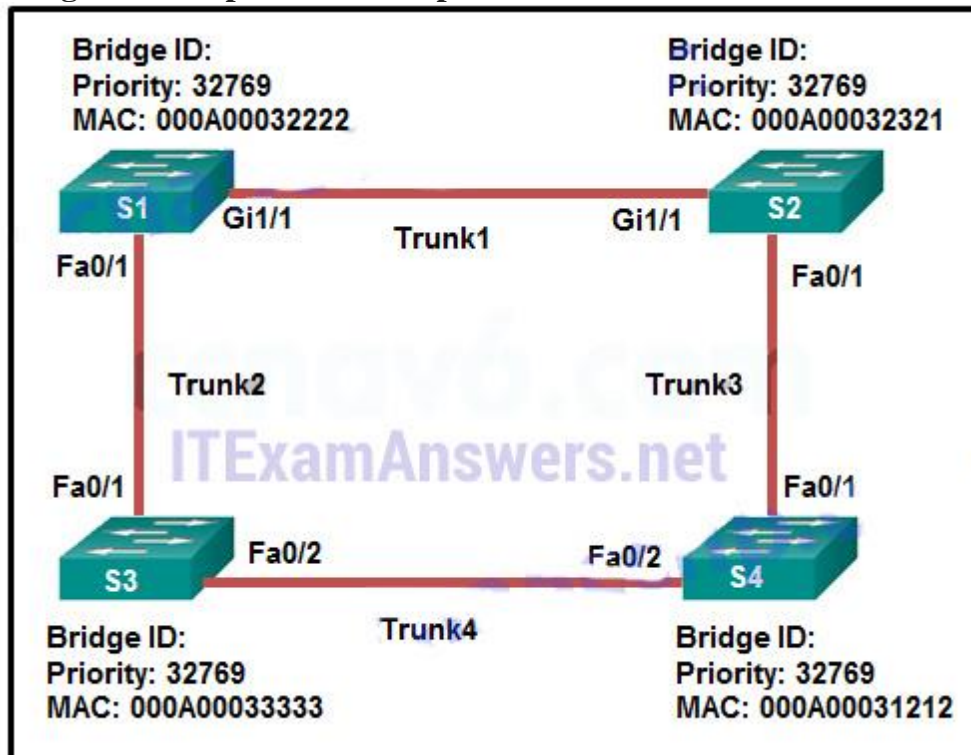 Bridge ID:
Priority: 32769
MAC: 000A00032222
Bridge ID:
Priority: 32769
MAC: 000A00032321
S1
Gi1/1
Trunk1
Gi1/1
S2
Fa0/1
Fa0/1
Trunk2
Trunk3
ccnav6.com
ITExamAnswers.net
Fa0/1
Fa0/1
S3
Fa0/2
Fa0/2
S4
Trunk4
Bridge ID:
Priority: 32769
MAC: 000A00033333
Bridge ID:
Priority: 32769
MAC: 000A00031212